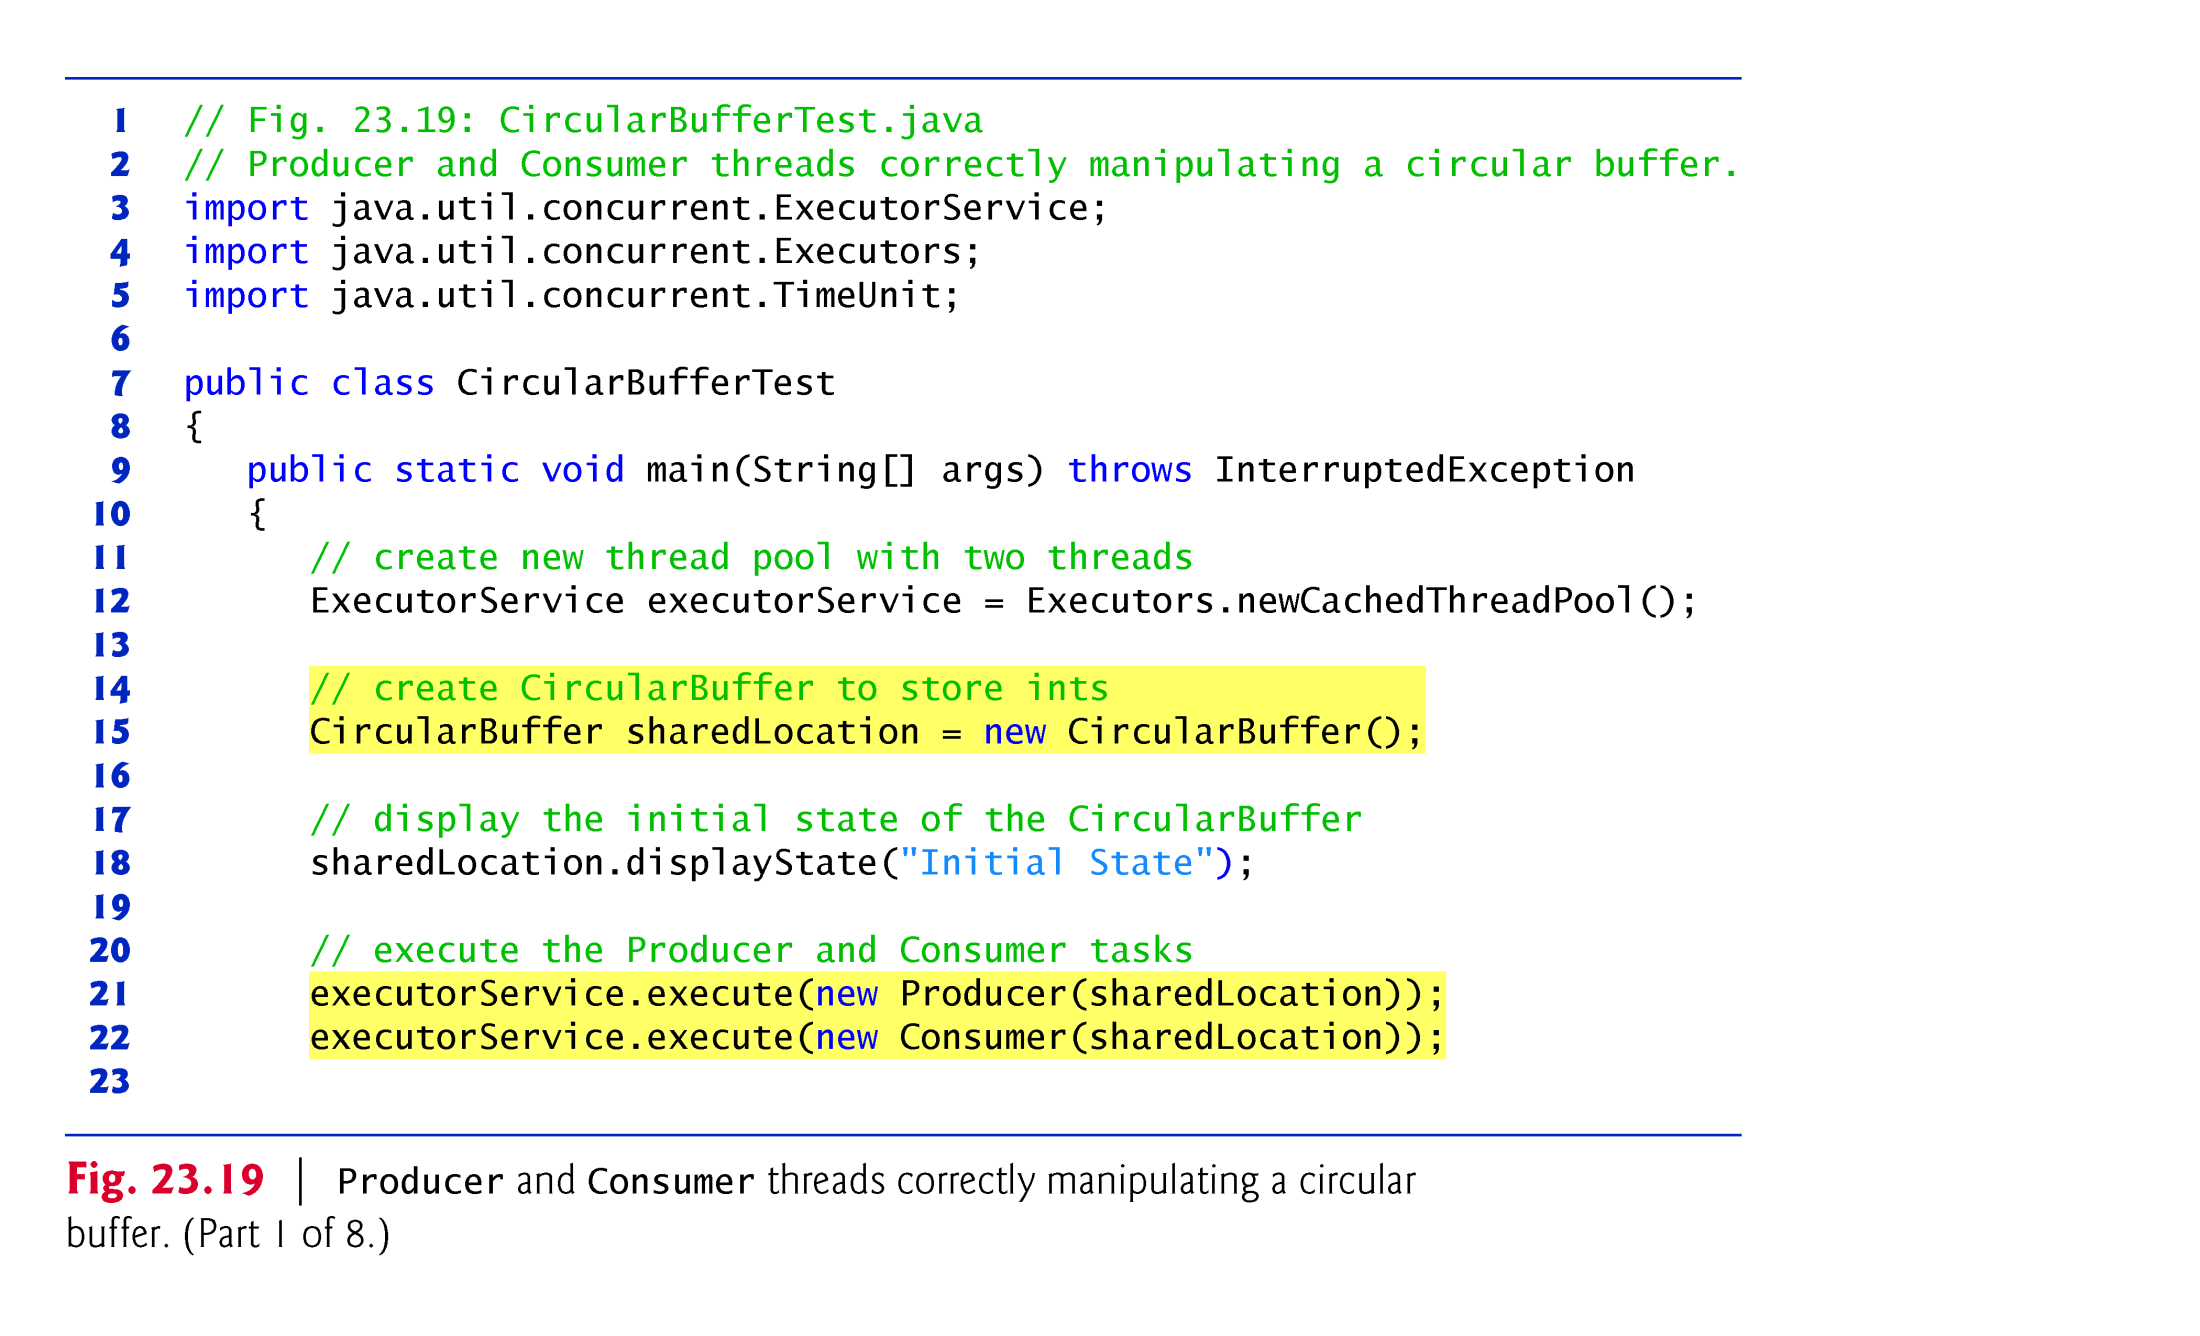 1 // Fig. 23.19: CircularBufferTest.java
2 // Producer and Consumer threads correctly manipulating a circular buffer.
3 import java.util.concurrent.ExecutorService;
4 import java.util.concurrent.Executors;
5 import java.util.concurrent.TimeUnit;
6
7 public class CircularBufferTest
8 {
9    public static void main(String[] args) throws InterruptedException
10    {
11       // create new thread pool with two threads
12       ExecutorService executorService = Executors.newCachedThreadPool();
13
14       // create CircularBuffer to store ints
15       CircularBuffer sharedLocation = new CircularBuffer();
16
17       // display the initial state of the CircularBuffer
18       sharedLocation.displayState("Initial State");
19
20       // execute the Producer and Consumer tasks
21       executorService.execute(new Producer(sharedLocation));
22       executorService.execute(new Consumer(sharedLocation));
23
Fig. 23.19 | Producer and Consumer threads correctly manipulating a circular
buffer. (Part 1 of 8.)